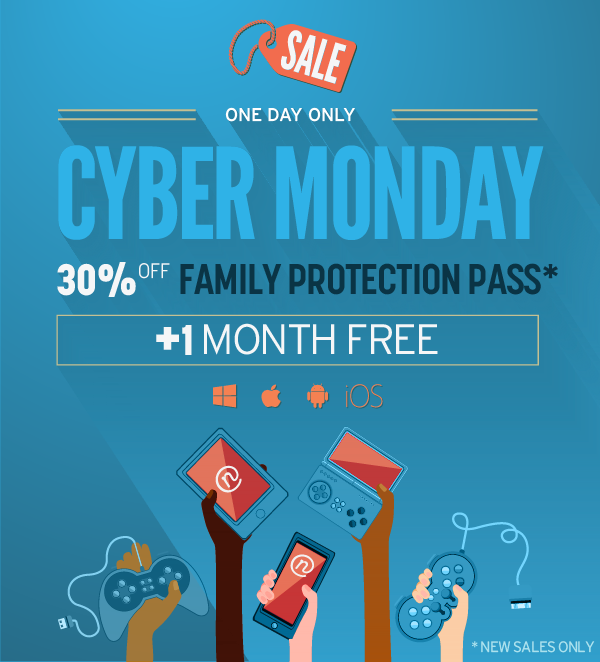 SALE
ONE DAY ONLY
CYBER MONDAY
30% OFF FAMILY PROTECTION PASS*
+1 MONTH FREE
iOS
n
n
* NEW SALES ONLY